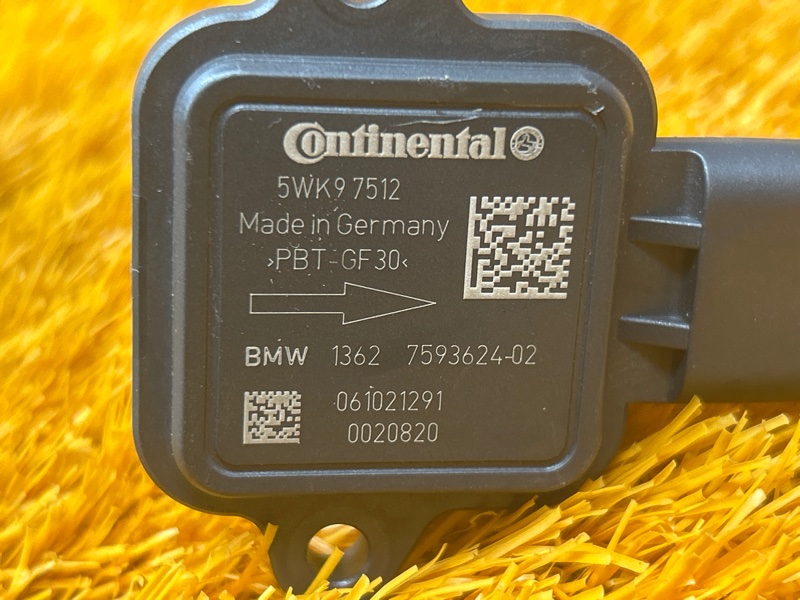 Continental
5WK9 7512
Made in Germany
>PBT-GF30<
BMW 1362 7593624-02
061021291
0020820